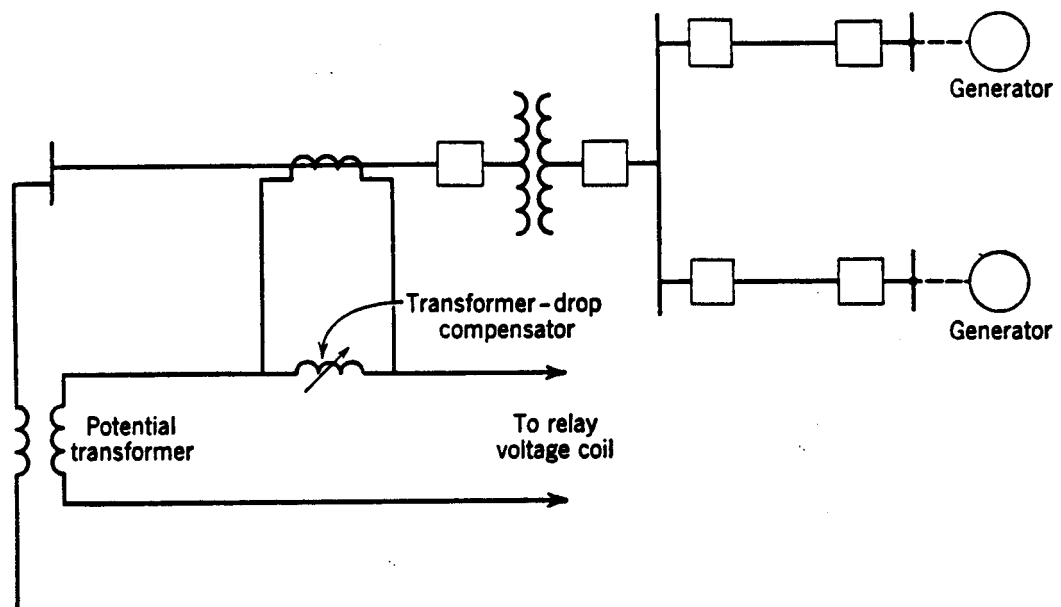 Generator
Transformer-drop
compensator
Generator
Potential
transformer
To relay
voltage coil